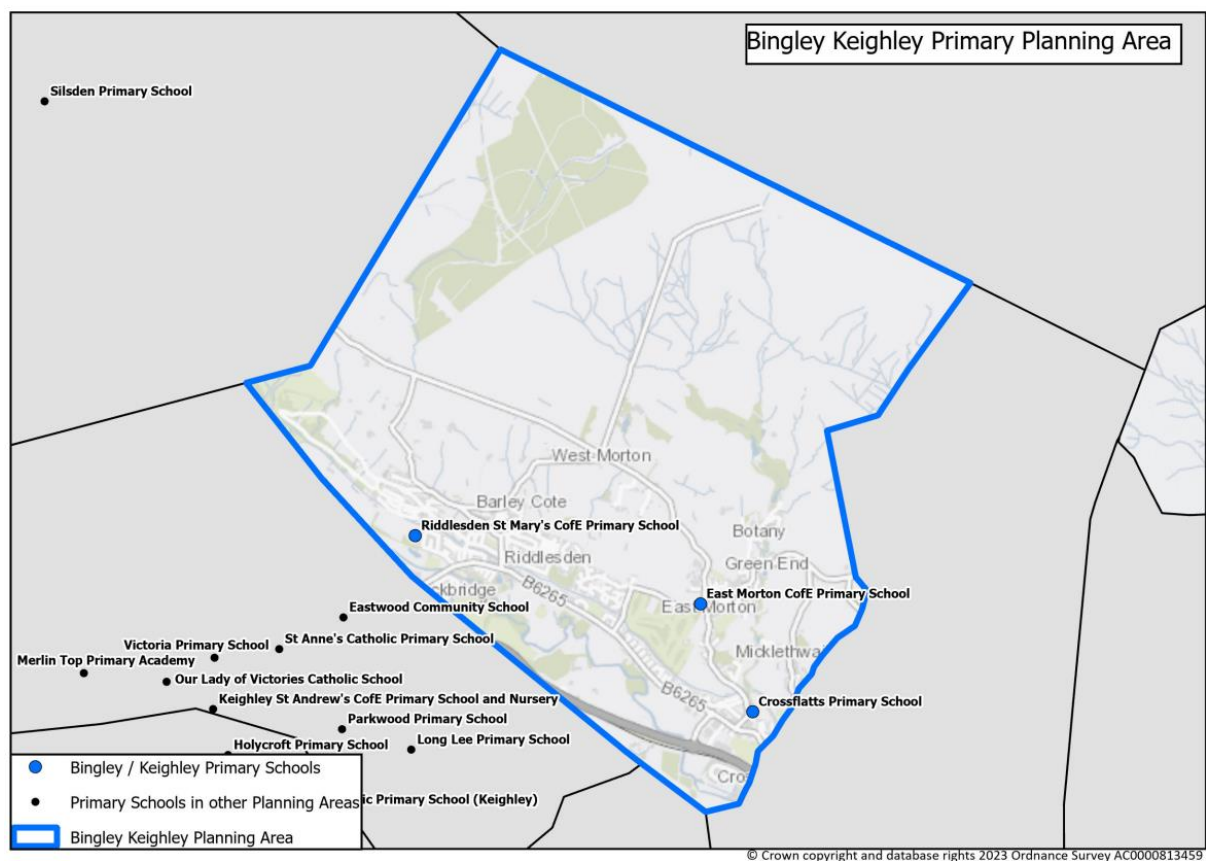 Bingley Keighley Primary Planning Area
Silsden Primary School
West Morton
Barley Cote
Riddlesden St Mary's CofE Primary School
Botany
Riddlesden
Green End
ckbridge
B6265
East Morton CofE Primary School
East Morton
Eastwood Community School
Victoria Primary School
St Anne's Catholic Primary School
Micklethwai
Merlin Top Primary Academy
Our Lady of Victories Catholic School
B6265
Keighley St Andrew's CofE Primary School and Nursery
Crossflatts Primary School
Parkwood Primary School
Holycroft Primary School
Long Lee Primary School
Cros
Bingley / Keighley Primary Schools
Primary Schools in other Planning Areas
ic Primary School (Keighley)
Bingley Keighley Planning Area
© Crown copyright and database rights 2023 Ordnance Survey AC0000813459